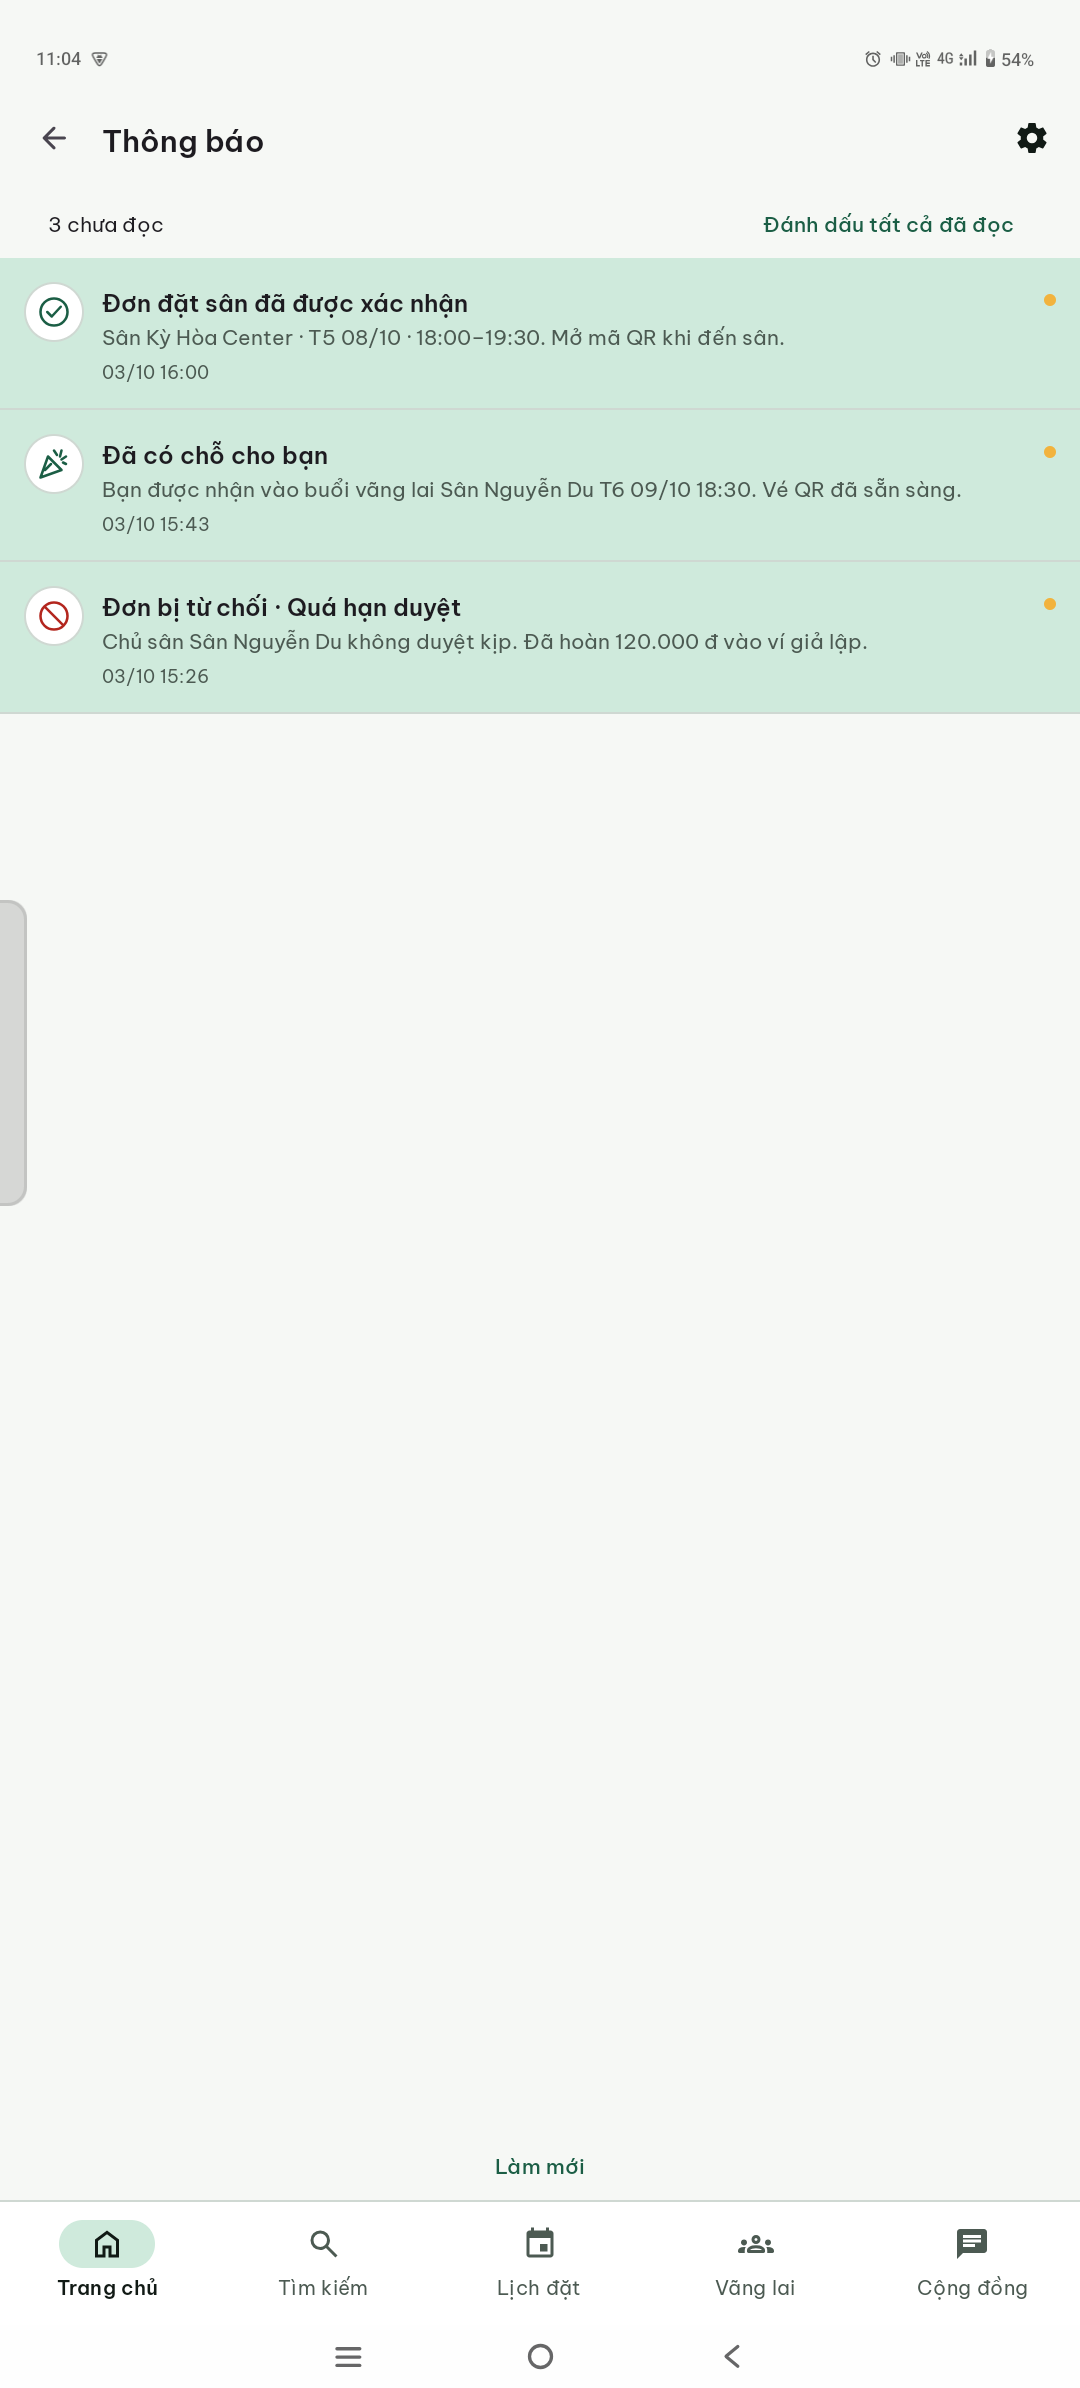 11:04
4G 54%
Thông báo
3 chưa đọc
Đánh dấu tất cả đã đọc
Đơn đặt sân đã được xác nhận
Sân Kỳ Hòa Center · T5 08/10 · 18:00–19:30. Mở mã QR khi đến sân.
03/10 16:00
Đã có chỗ cho bạn
Bạn được nhận vào buổi vãng lai Sân Nguyễn Du T6 09/10 18:30. Vé QR đã sẵn sàng.
03/10 15:43
Đơn bị từ chối · Quá hạn duyệt
Chủ sân Sân Nguyễn Du không duyệt kịp. Đã hoàn 120.000 đ vào ví giả lập.
03/10 15:26
Làm mới
Trang chủ
Tìm kiếm
Lịch đặt
Vãng lai
Cộng đồng